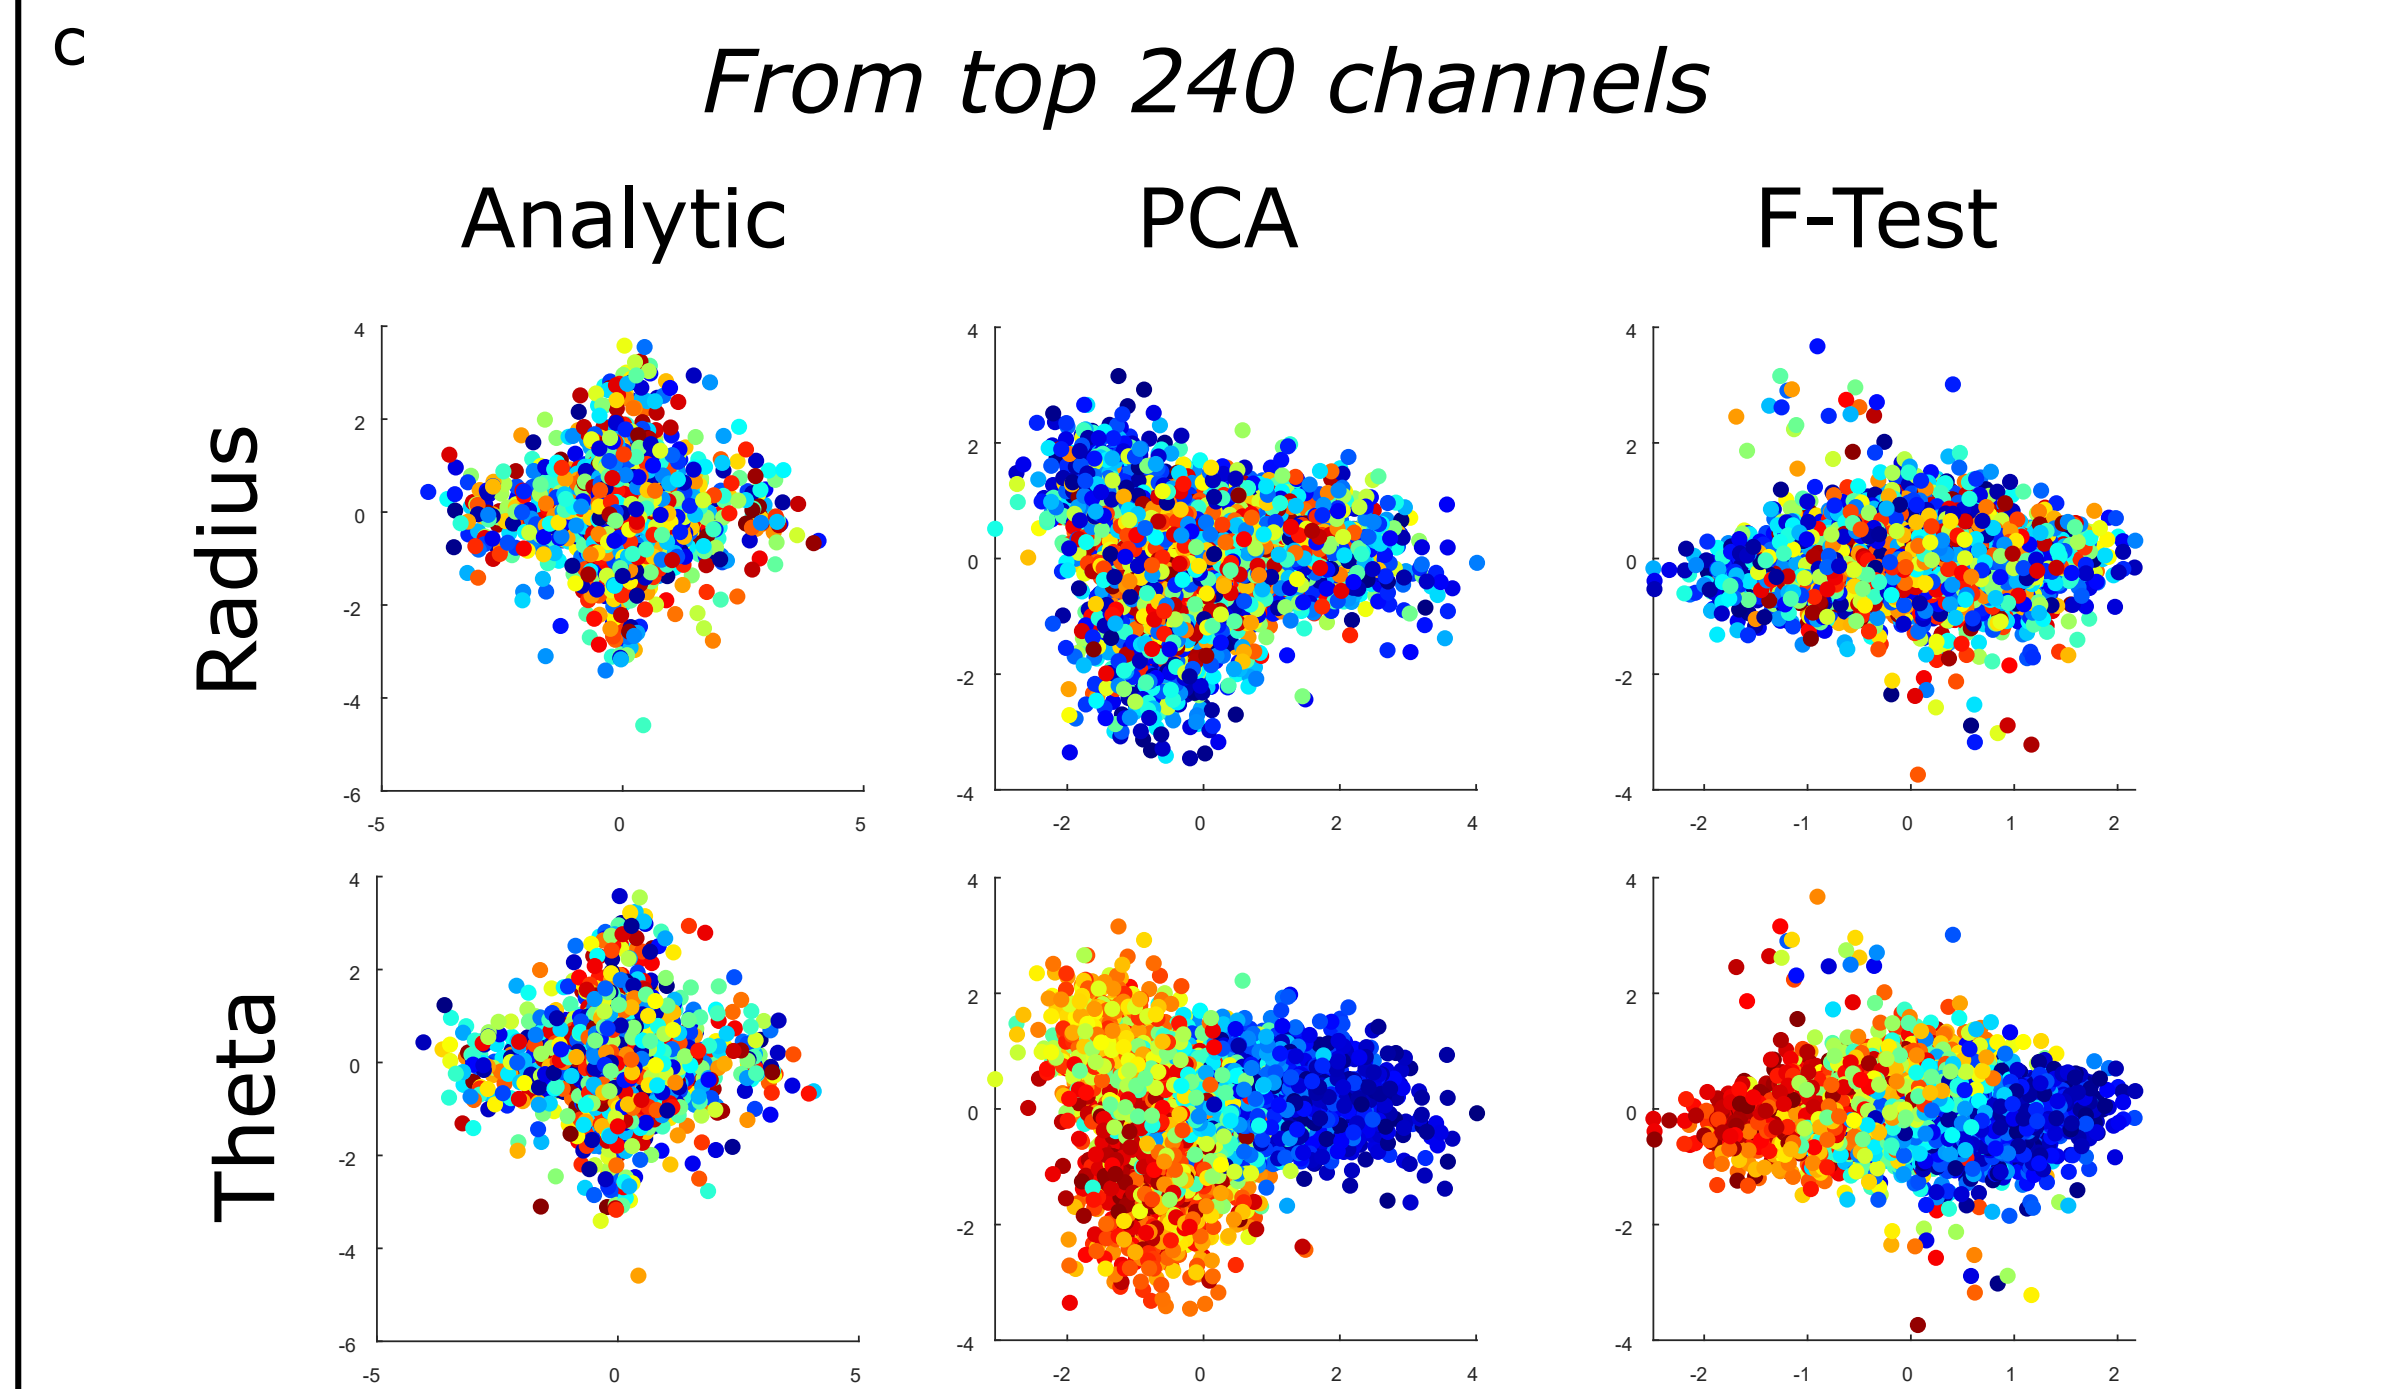 c
From top 240 channels
Analytic PCA F-Test
Radius
4 2 0 -2 -4 -6
-5 0 5
4 2 0 -2 -4
-2 0 2 4
4 2 0 -2 -4
-2 -1 0 1 2
Theta
4 2 0 -2 -4 -6
-5 0 5
4 2 0 -2 -4
-2 0 2 4
4 2 0 -2 -4
-2 -1 0 1 2